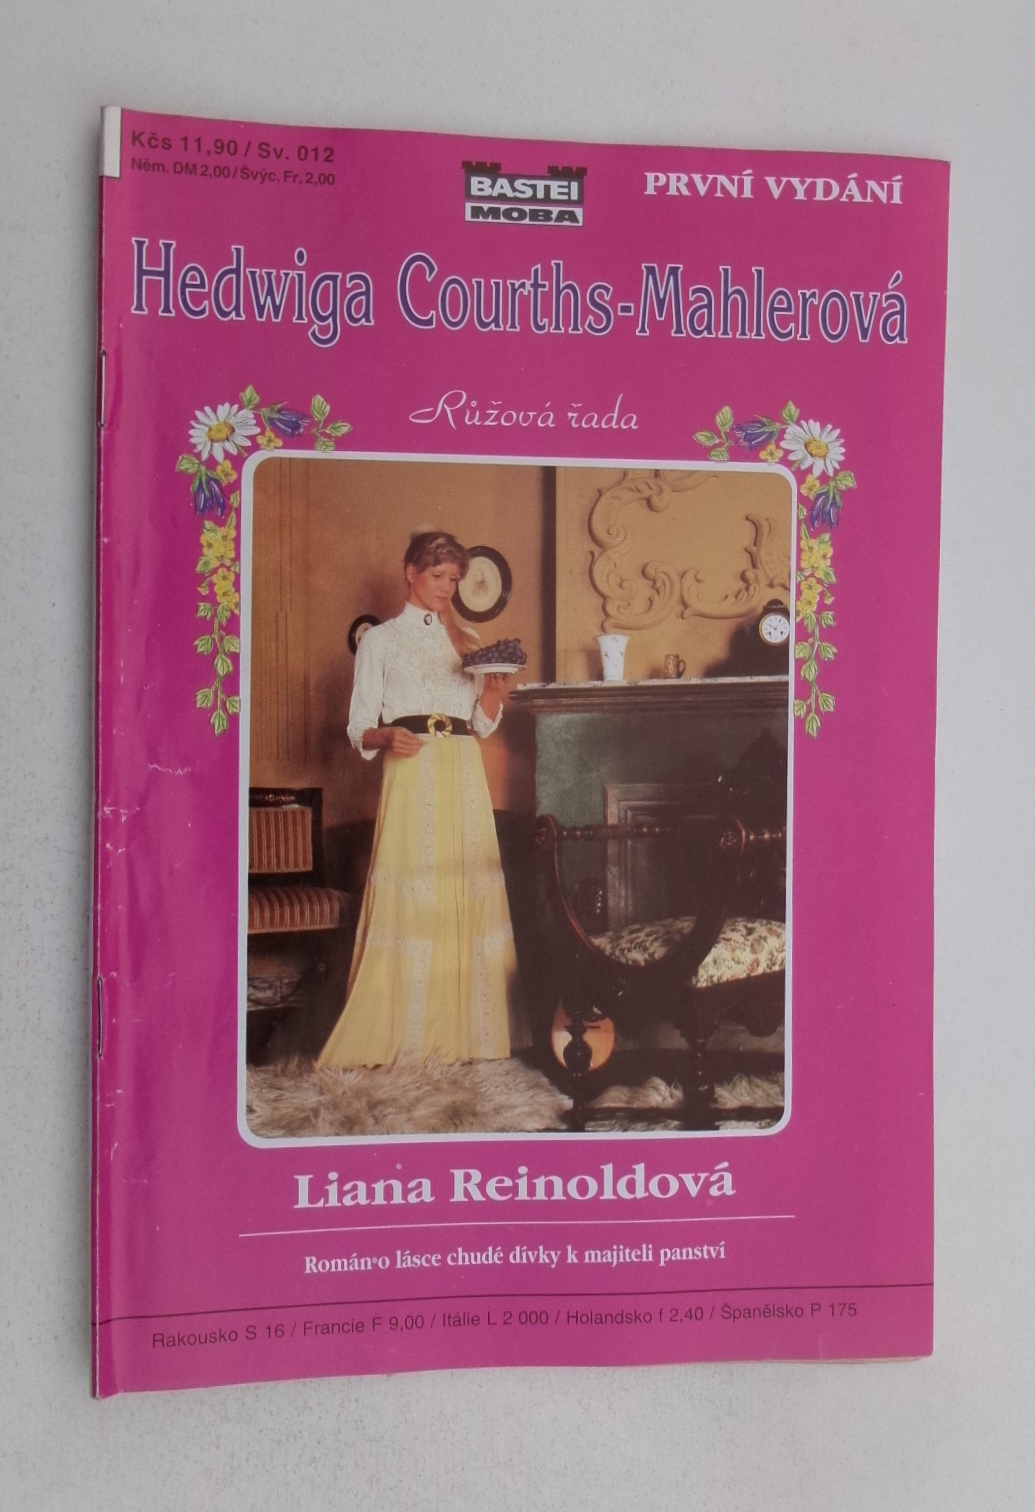 Kčs 11,90 / Sv. 012
Něm. DM 2,00 / Švýc. Fr. 2,00
BASTEI
MOBA
PRVNÍ VYDÁNÍ
Hedwiga Courths-Mahlerová
Růžová řada
Liana Reinoldová
Román o lásce chudé dívky k majiteli panství
Rakousko S 16 / Francie F 9,00 / Itálie L 2 000 / Holandsko f 2,40 / Španělsko P 175